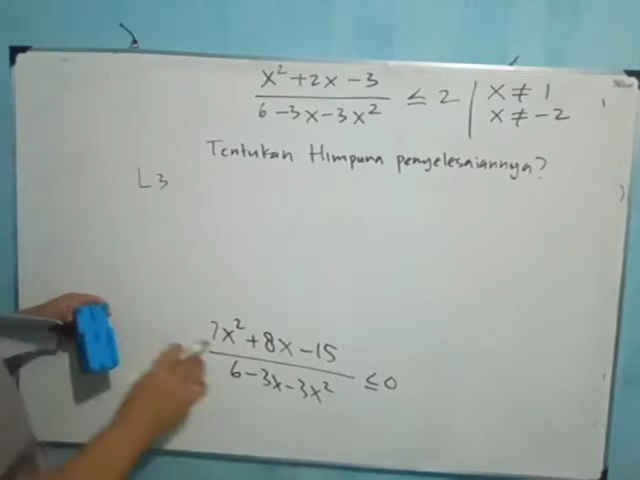 x² + 2x - 3
6 - 3x - 3x² ≤ 2 | x ≠ 1
x ≠ -2
Tentukan Himpuna penyelesaiannya?
L3
7x² + 8x - 15
6 - 3x - 3x² ≤ 0